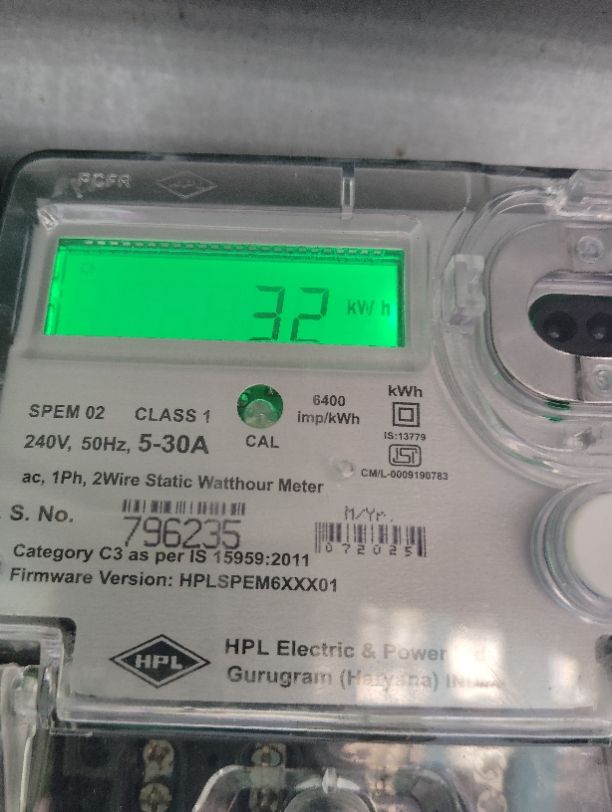 32 kWh
6400 imp/kWh
kWh
SPEM 02 CLASS 1
240V, 50Hz, 5-30A
CAL
IS:13779
ISI
CM/L-0009190783
ac, 1Ph, 2Wire Static Watthour Meter
S. No. 796235
M/Yr. 072025
Category C3 as per IS 15959:2011
Firmware Version: HPLSPEM6XXX01
HPL
HPL Electric & Power
Gurugram (Haryana) INDIA